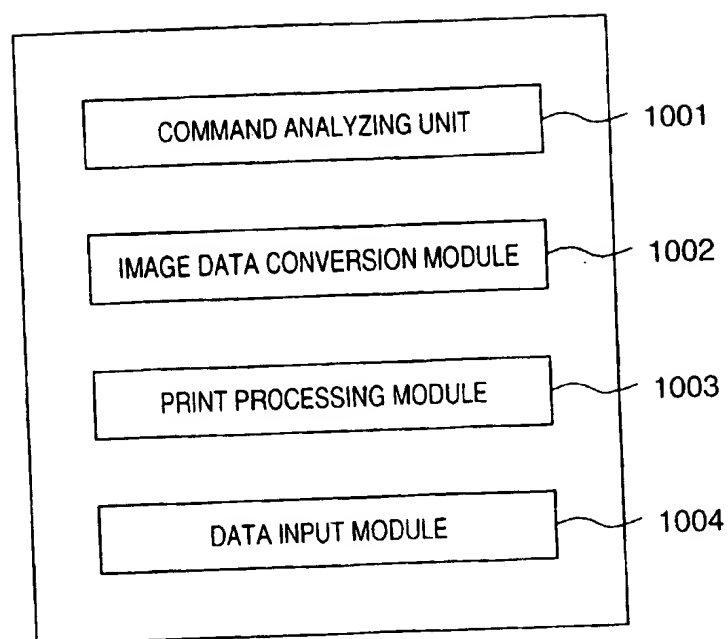 COMMAND ANALYZING UNIT 1001
IMAGE DATA CONVERSION MODULE 1002
PRINT PROCESSING MODULE 1003
DATA INPUT MODULE 1004